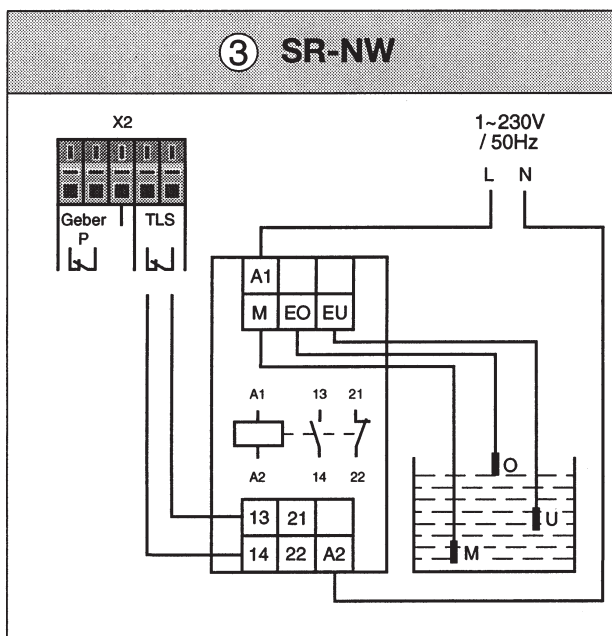 ③ SR-NW
X2
1~230V
/ 50Hz
L N
Geber
P
TLS
A1
M EO EU
A1 13 21
A2 14 22
13 21
14 22 A2
O
U
M